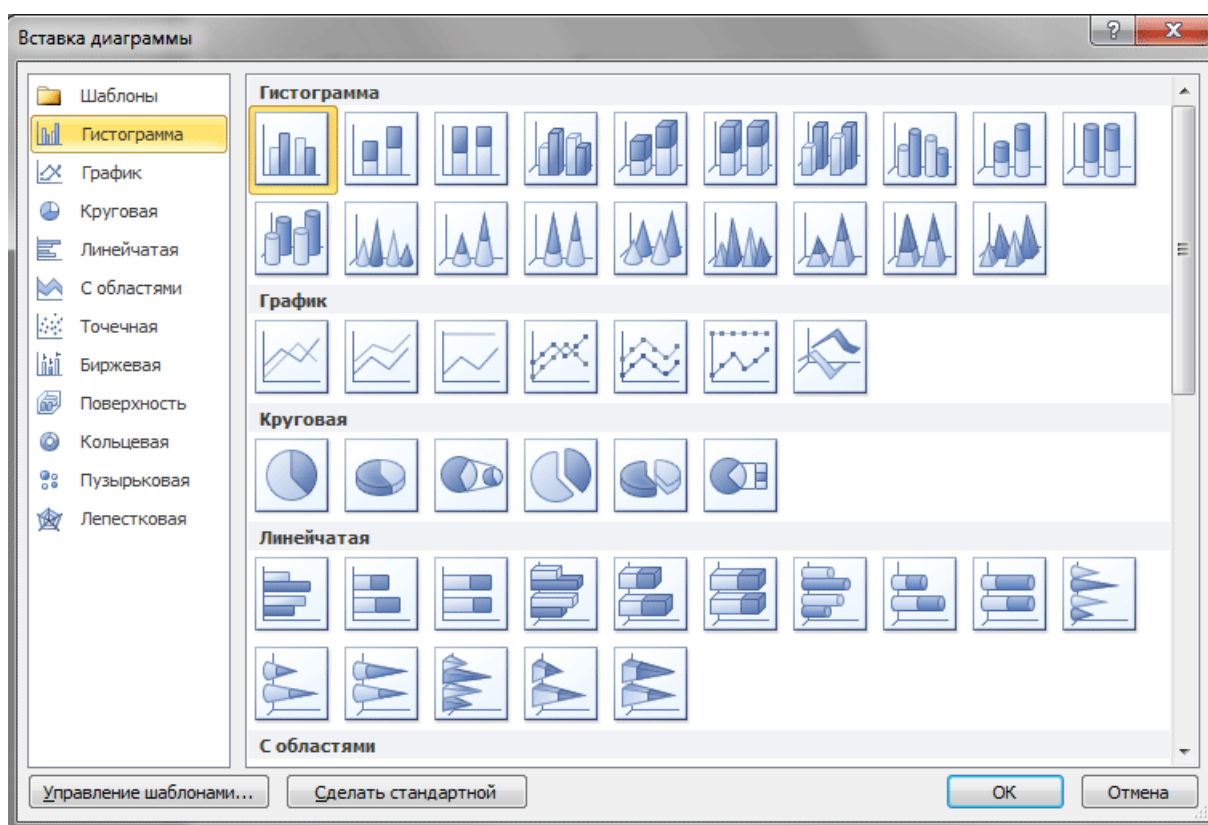 Вставка диаграммы
Шаблоны
Гистограмма
График
Круговая
Линейчатая
С областями
Точечная
Биржевая
Поверхность
Кольцевая
Пузырьковая
Лепестковая
Гистограмма
График
Круговая
Линейчатая
С областями
Управление шаблонами...
Сделать стандартной
ОК
Отмена